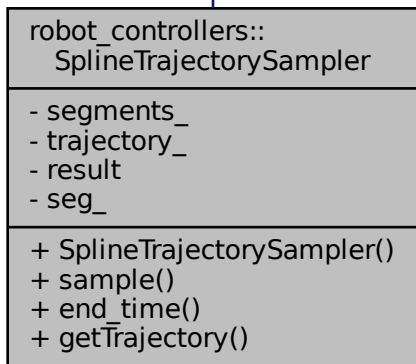 robot_controllers::
SplineTrajectorySampler
- segments_
- trajectory_
- result
- seg_
+ SplineTrajectorySampler()
+ sample()
+ end_time()
+ getTrajectory()